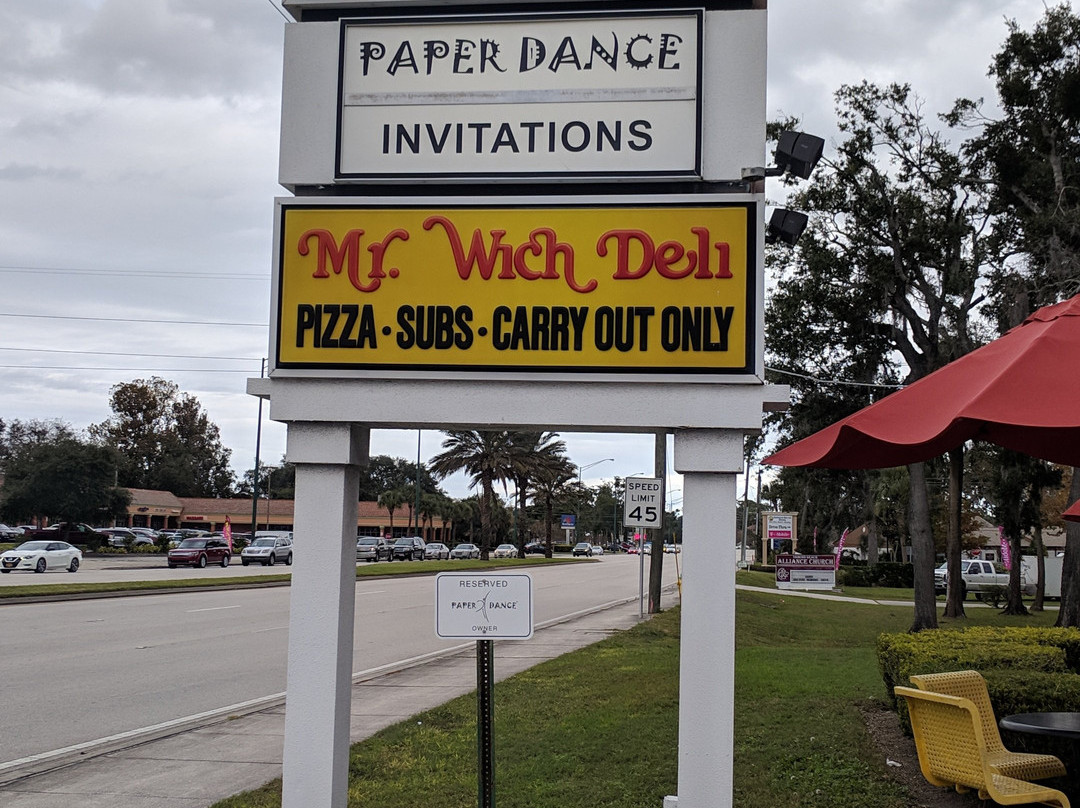 PAPER DANCE
INVITATIONS
Mr. Wich Deli
PIZZA • SUBS • CARRY OUT ONLY
SPEED
LIMIT
45
RESERVED
PAPER DANCE
OWNER
ALLIANCE CHURCH